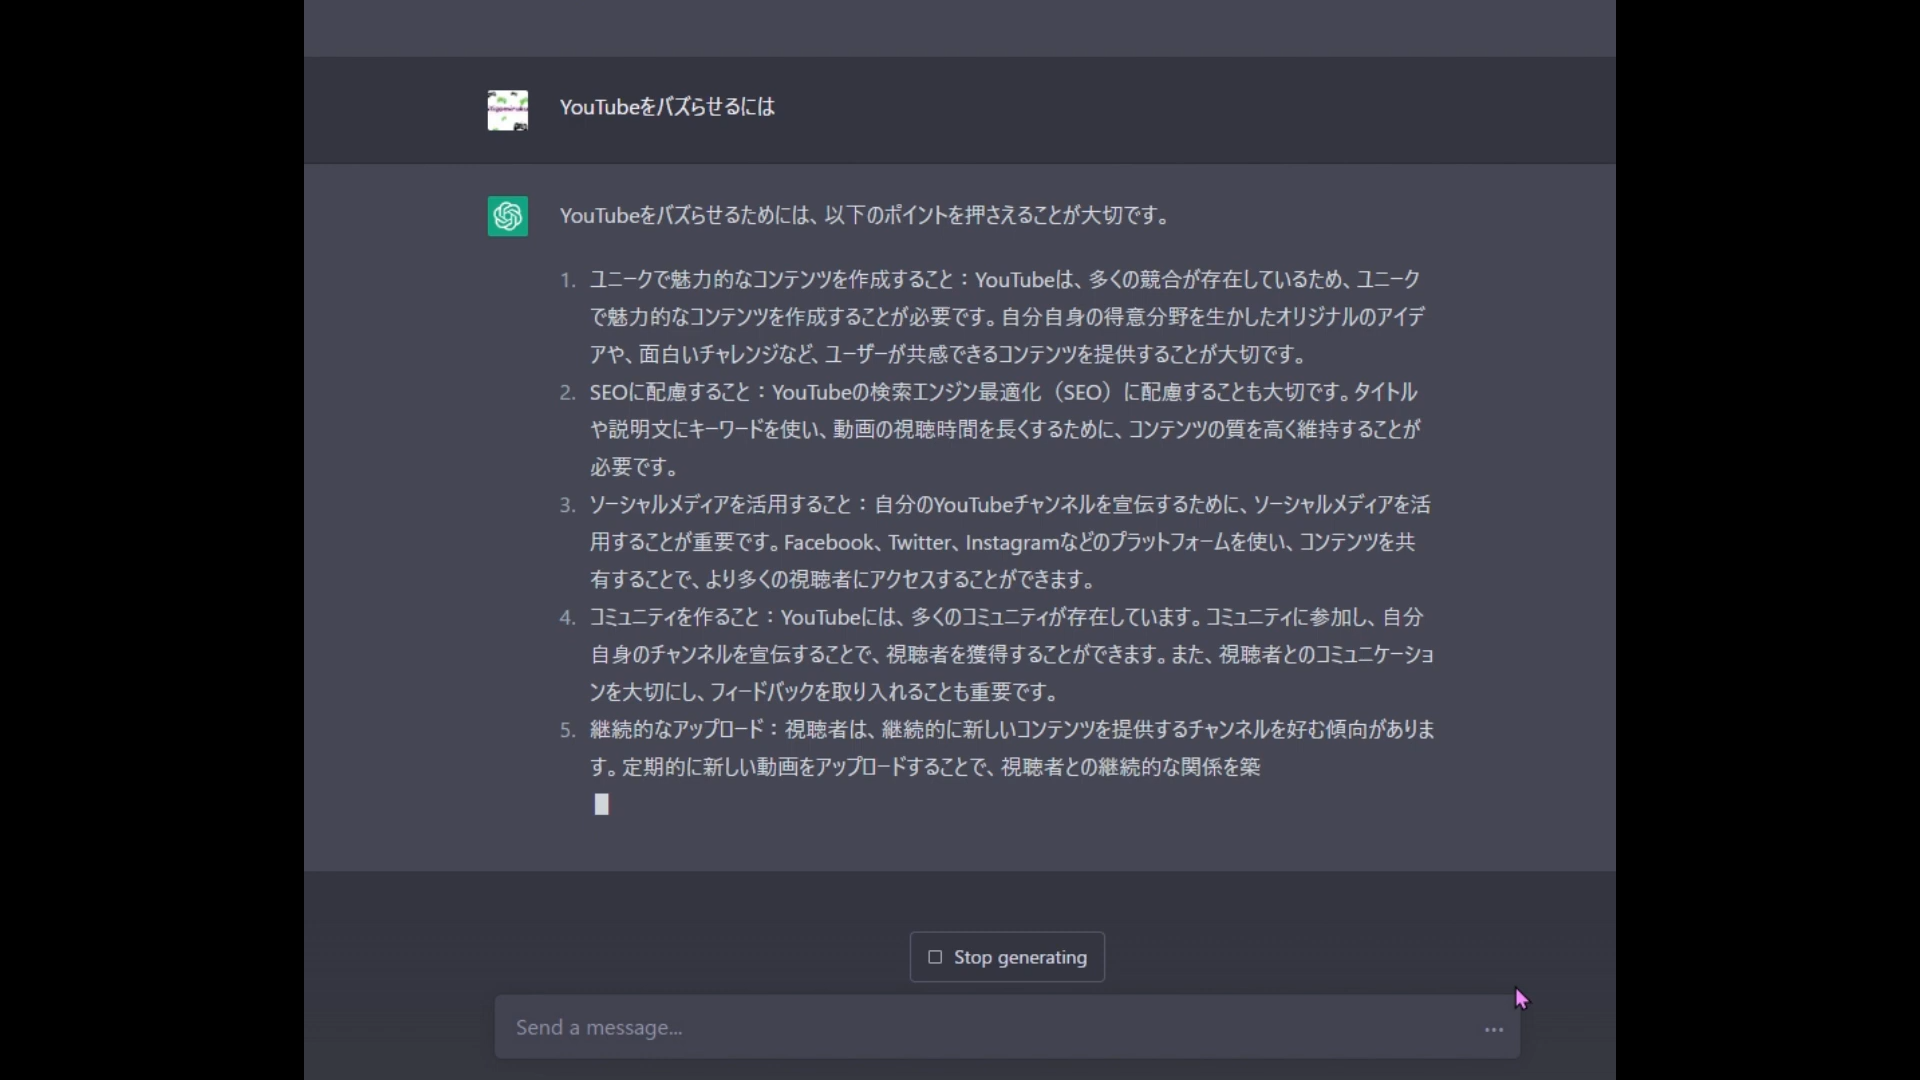 YouTubeをバズらせるには
YouTubeをバズらせるためには、以下のポイントを押さえることが大切です。
1. ユニークで魅力的なコンテンツを作成すること：YouTubeは、多くの競合が存在しているため、ユニーク
で魅力的なコンテンツを作成することが必要です。自分自身の得意分野を生かしたオリジナルのアイデ
アや、面白いチャレンジなど、ユーザーが共感できるコンテンツを提供することが大切です。
2. SEOに配慮すること：YouTubeの検索エンジン最適化（SEO）に配慮することも大切です。タイトル
や説明文にキーワードを使い、動画の視聴時間を長くするために、コンテンツの質を高く維持することが
必要です。
3. ソーシャルメディアを活用すること：自分のYouTubeチャンネルを宣伝するために、ソーシャルメディアを活
用することが重要です。Facebook、Twitter、Instagramなどのプラットフォームを使い、コンテンツを共
有することで、より多くの視聴者にアクセスすることができます。
4. コミュニティを作ること：YouTubeには、多くのコミュニティが存在しています。コミュニティに参加し、自分
自身のチャンネルを宣伝することで、視聴者を獲得することができます。また、視聴者とのコミュニケーショ
ンを大切にし、フィードバックを取り入れることも重要です。
5. 継続的なアップロード：視聴者は、継続的に新しいコンテンツを提供するチャンネルを好む傾向がありま
す。定期的に新しい動画をアップロードすることで、視聴者との継続的な関係を築
Stop generating
Send a message...